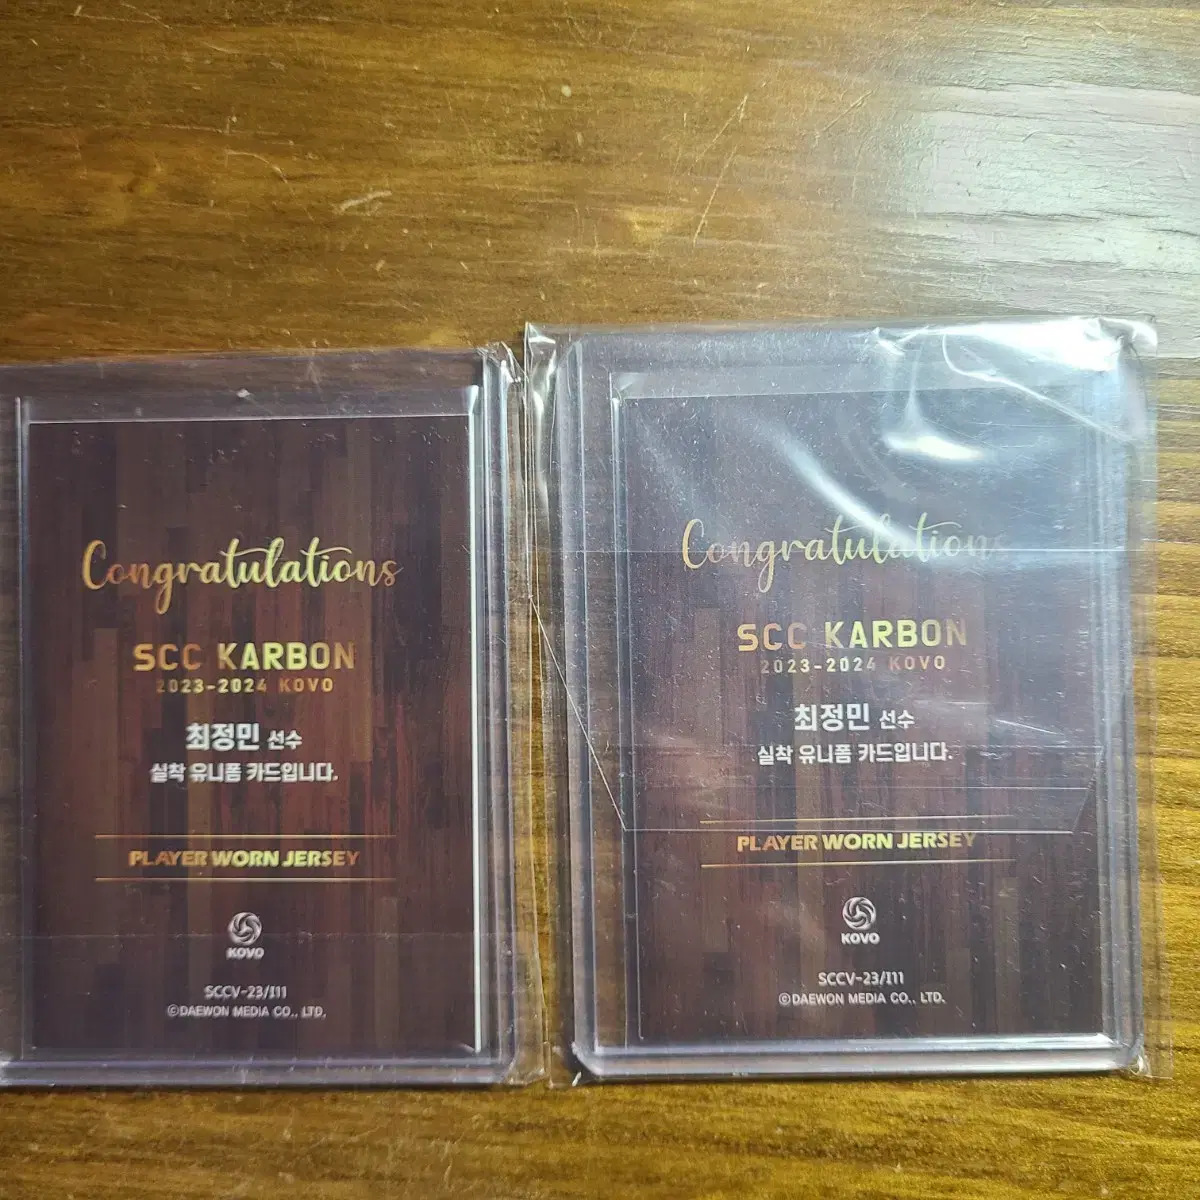 Congratulations
SCC KARBON
2023-2024 KOVO
최정민 선수
실착 유니폼 카드입니다.
PLAYER WORN JERSEY
KOVO
SCCV-23/I11
©DAEWON MEDIA CO., LTD.
Congratulations
SCC KARBON
2023-2024 KOVO
최정민 선수
실착 유니폼 카드입니다.
PLAYER WORN JERSEY
KOVO
SCCV-23/I11
©DAEWON MEDIA CO., LTD.